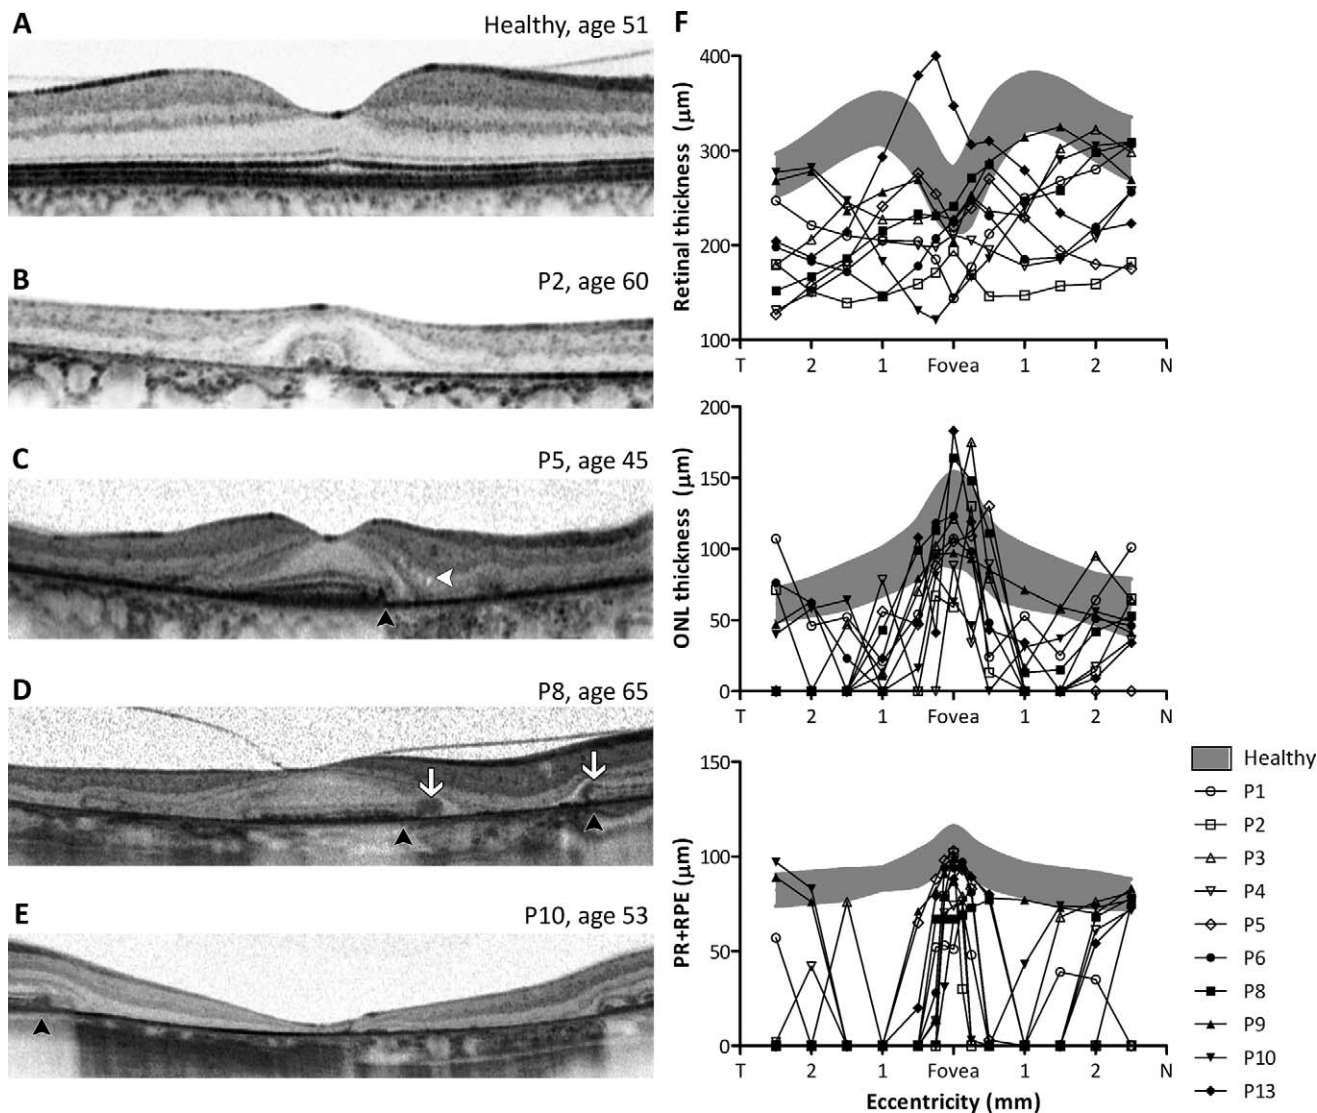 A
Healthy, age 51
B
P2, age 60
C
P5, age 45
D
P8, age 65
E
P10, age 53
F
Retinal thickness (µm)
400
300
200
100
T 2 1 Fovea 1 2 N
ONL thickness (µm)
200
150
100
50
0
T 2 1 Fovea 1 2 N
PR+RPE (µm)
150
100
50
0
T 2 1 Fovea 1 2 N
Eccentricity (mm)
Healthy
P1
P2
P3
P4
P5
P6
P8
P9
P10
P13